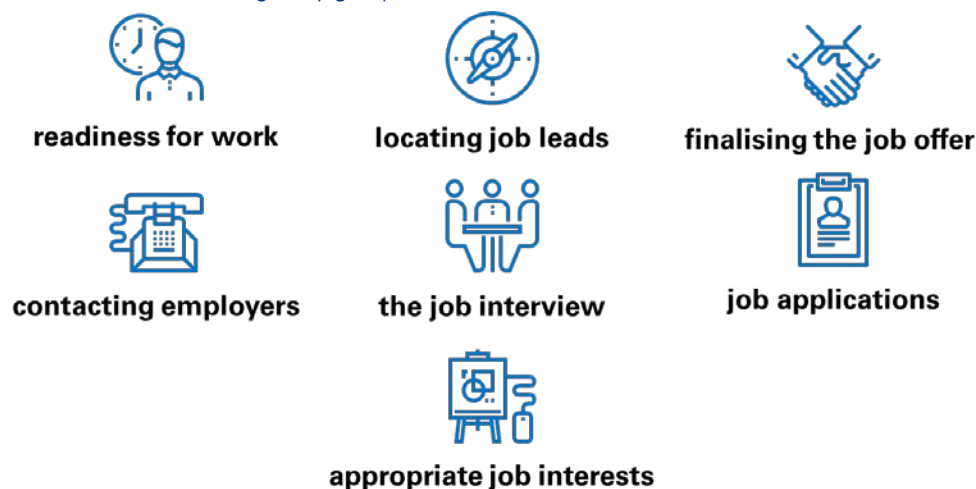 readiness for work
locating job leads
finalising the job offer
contacting employers
the job interview
job applications
appropriate job interests